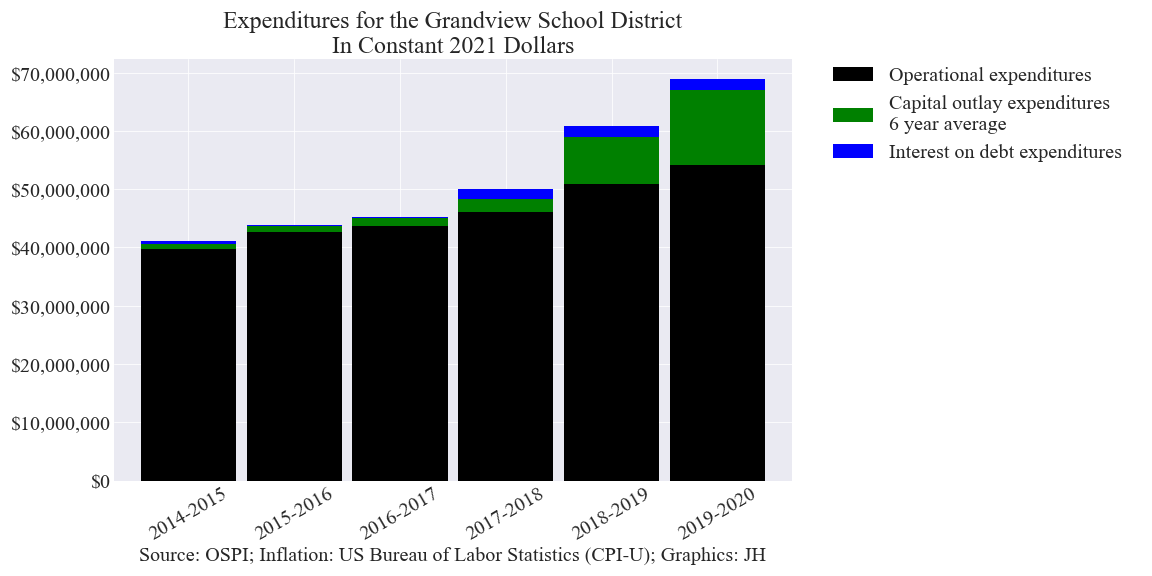 Expenditures for the Grandview School District
In Constant 2021 Dollars
$70,000,000
$60,000,000
$50,000,000
$40,000,000
$30,000,000
$20,000,000
$10,000,000
$0
2014-2015
2015-2016
2016-2017
2017-2018
2018-2019
2019-2020
Operational expenditures
Capital outlay expenditures
6 year average
Interest on debt expenditures
Source: OSPI; Inflation: US Bureau of Labor Statistics (CPI-U); Graphics: JH